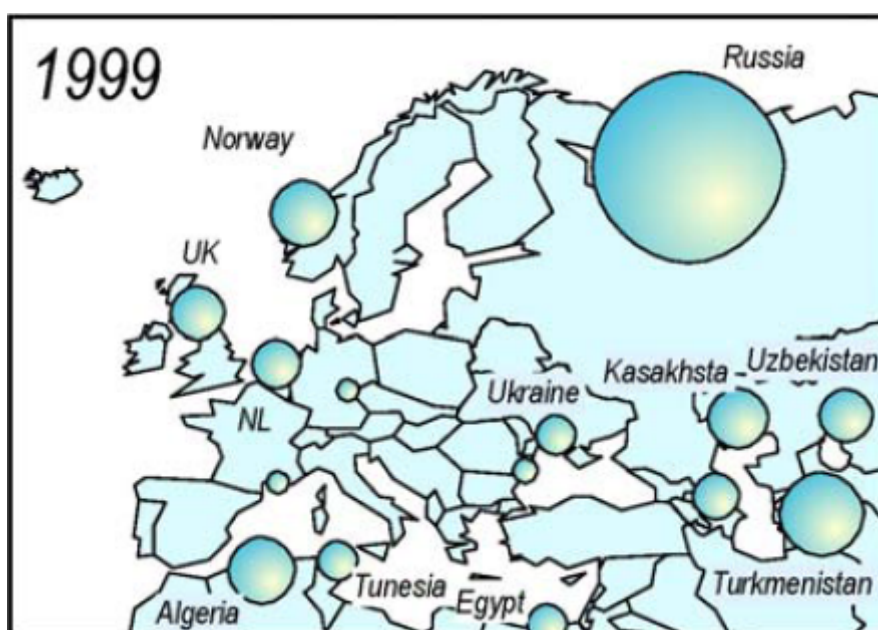 1999
Russia
Norway
UK
Kasakhsta
Uzbekistan
Ukraine
NL
Tunesia
Turkmenistan
Algeria
Egypt